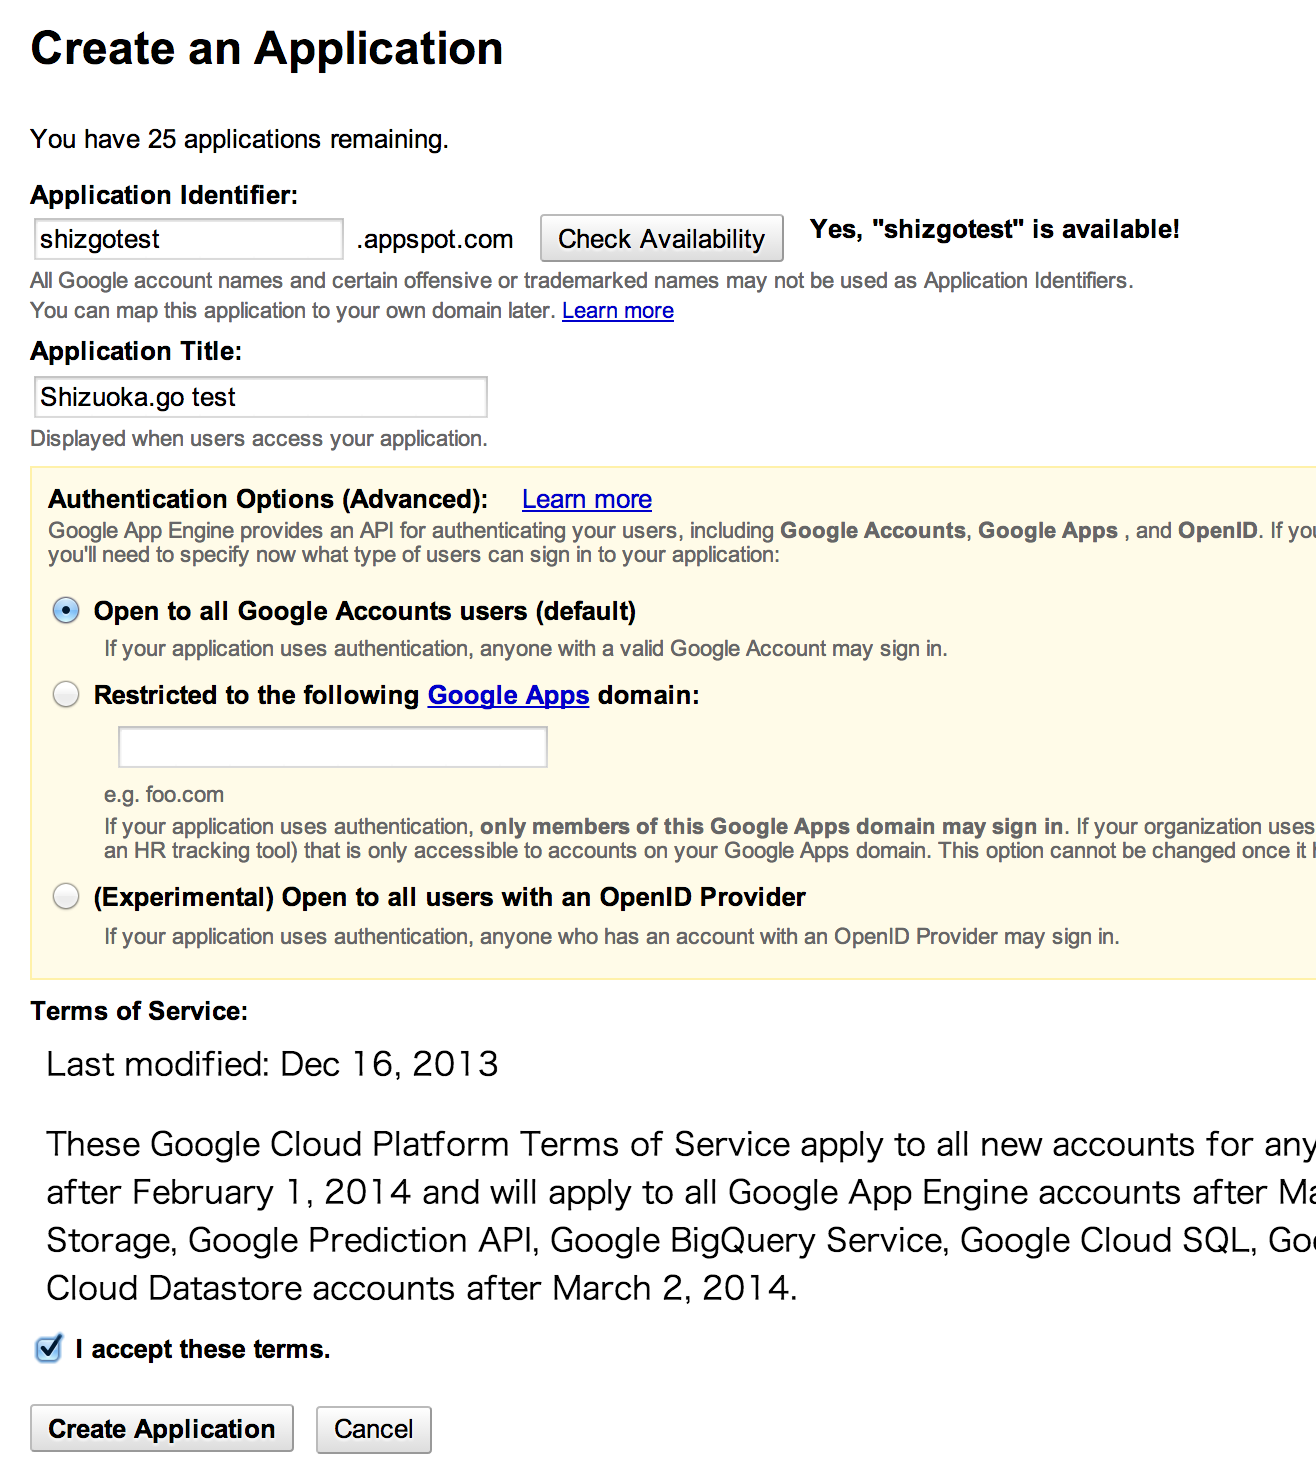 Create an Application
You have 25 applications remaining.
Application Identifier:
shizgotest .appspot.com Check Availability Yes, "shizgotest" is available!
All Google account names and certain offensive or trademarked names may not be used as Application Identifiers.
You can map this application to your own domain later. Learn more
Application Title:
Shizuoka.go test
Displayed when users access your application.
Authentication Options (Advanced): Learn more
Google App Engine provides an API for authenticating your users, including Google Accounts, Google Apps , and OpenID. If you
you'll need to specify now what type of users can sign in to your application:
Open to all Google Accounts users (default)
If your application uses authentication, anyone with a valid Google Account may sign in.
Restricted to the following Google Apps domain:
e.g. foo.com
If your application uses authentication, only members of this Google Apps domain may sign in. If your organization uses
an HR tracking tool) that is only accessible to accounts on your Google Apps domain. This option cannot be changed once it
(Experimental) Open to all users with an OpenID Provider
If your application uses authentication, anyone who has an account with an OpenID Provider may sign in.
Terms of Service:
Last modified: Dec 16, 2013
These Google Cloud Platform Terms of Service apply to all new accounts for any
after February 1, 2014 and will apply to all Google App Engine accounts after
Storage, Google Prediction API, Google BigQuery Service, Google Cloud SQL,
Cloud Datastore accounts after March 2, 2014.
I accept these terms.
Create Application Cancel